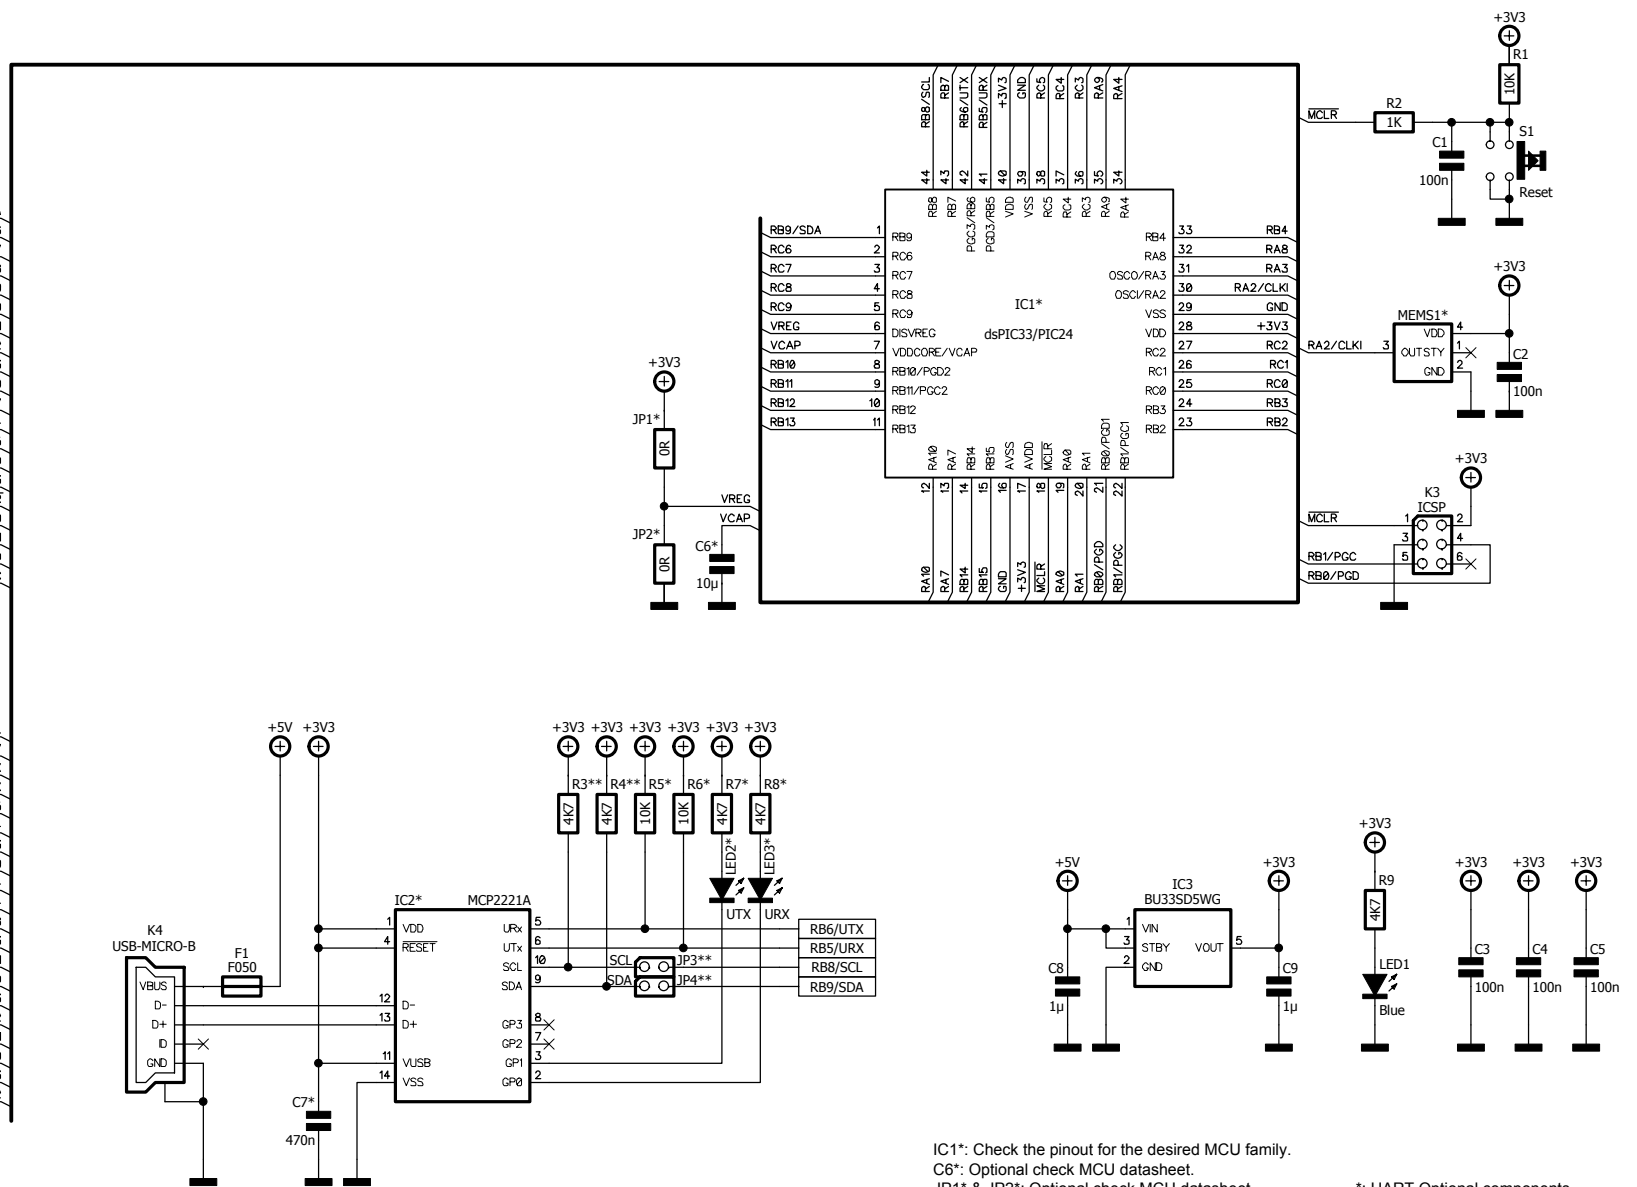 +3V3
R1
10K
MCLR
R2
1K
C1
100n
S1
Reset
RB8/SCL
RB7
RB6/UTX
RB5/URX
+3V3
GND
RC5
RC4
RC3
RA9
RA4
44 43 42 41 40 39 38 37 36 35 34
RB8
RB7
PGC3/RB6
PGD3/RB5
VDD
VSS
RC5
RC4
RC3
RA9
RA4
RB9/SDA 1 RB9
RC6 2 RC6
RC7 3 RC7
RC8 4 RC8
RC9 5 RC9
VREG 6 DISVREG
VCAP 7 VDDCORE/VCAP
RB10 8 RB10/PGD2
RB11 9 RB11/PGC2
RB12 10 RB12
RB13 11 RB13
IC1*
dsPIC33/PIC24
RB4 33 RB4
RA8 32 RA8
OSCO/RA3 31 RA3
OSCI/RA2 30 RA2/CLKI
VSS 29 GND
VDD 28 +3V3
RC2 27 RC2
RC1 26 RC1
RC0 25 RC0
RB3 24 RB3
RB2 23 RB2
RA10
RA7
RB14
RB15
AVSS
AVDD
MCLR
RA0
RA1
RB0/PGD1
RB1/PGC1
12 13 14 15 16 17 18 19 20 21 22
RA10
RA7
RB14
RB15
GND
+3V3
MCLR
RA0
RA1
RB0/PGD
RB1/PGC
+3V3
JP1*
0R
VREG
VCAP
JP2*
0R
C6*
10µ
+3V3
MEMS1*
VDD 4
RA2/CLKI 3 OUTSTY 1
GND 2
C2
100n
+3V3
K3
ICSP
MCLR 1 2
3 4
RB1/PGC 5 6
RB0/PGD
+5V +3V3
+3V3 +3V3 +3V3 +3V3 +3V3 +3V3
R3** R4** R5* R6* R7* R8*
4K7 4K7 10K 10K 4K7 4K7
LED2* LED3*
UTX URX
IC2* MCP2221A
1 VDD
4 RESET
12 D-
13 D+
11 VUSB
14 VSS
URx 5 RB6/UTX
UTx 6 RB5/URX
SCL 10 SCL JP3** RB8/SCL
SDA 9 SDA JP4** RB9/SDA
GP3 8
GP2 7
GP1 3
GP0 2
K4
USB-MICRO-B
F1
F050
VBUS
D-
D+
ID
GND
C7*
470n
+5V
IC3
BU33SD5WG
+3V3
1 VIN
3 STBY VOUT 5
2 GND
C8
1µ
C9
1µ
+3V3
R9
4K7
LED1
Blue
+3V3 +3V3 +3V3
C3 C4 C5
100n 100n 100n
IC1*: Check the pinout for the desired MCU family.
C6*: Optional check MCU datasheet.
JP1* & JP2*: Optional check MCU datasheet
*: UART Optional components